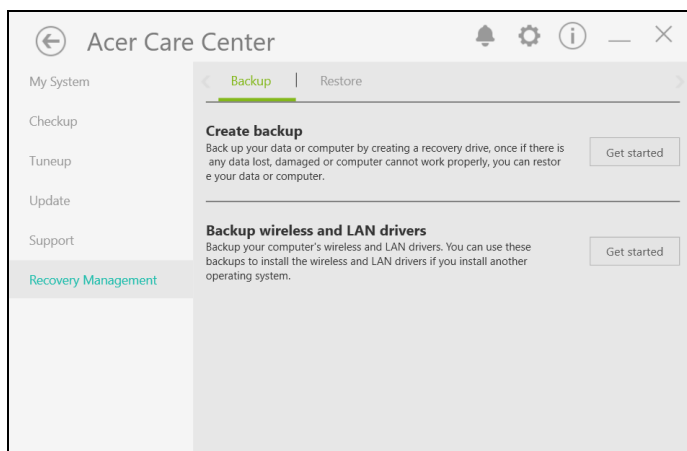 Acer Care Center
My System
Checkup
Tuneup
Update
Support
Recovery Management
Backup | Restore
Create backup
Back up your data or computer by creating a recovery drive, once if there is
any data lost, damaged or computer cannot work properly, you can restor
e your data or computer.
Get started
Backup wireless and LAN drivers
Backup your computer's wireless and LAN drivers. You can use these
backups to install the wireless and LAN drivers if you install another
operating system.
Get started